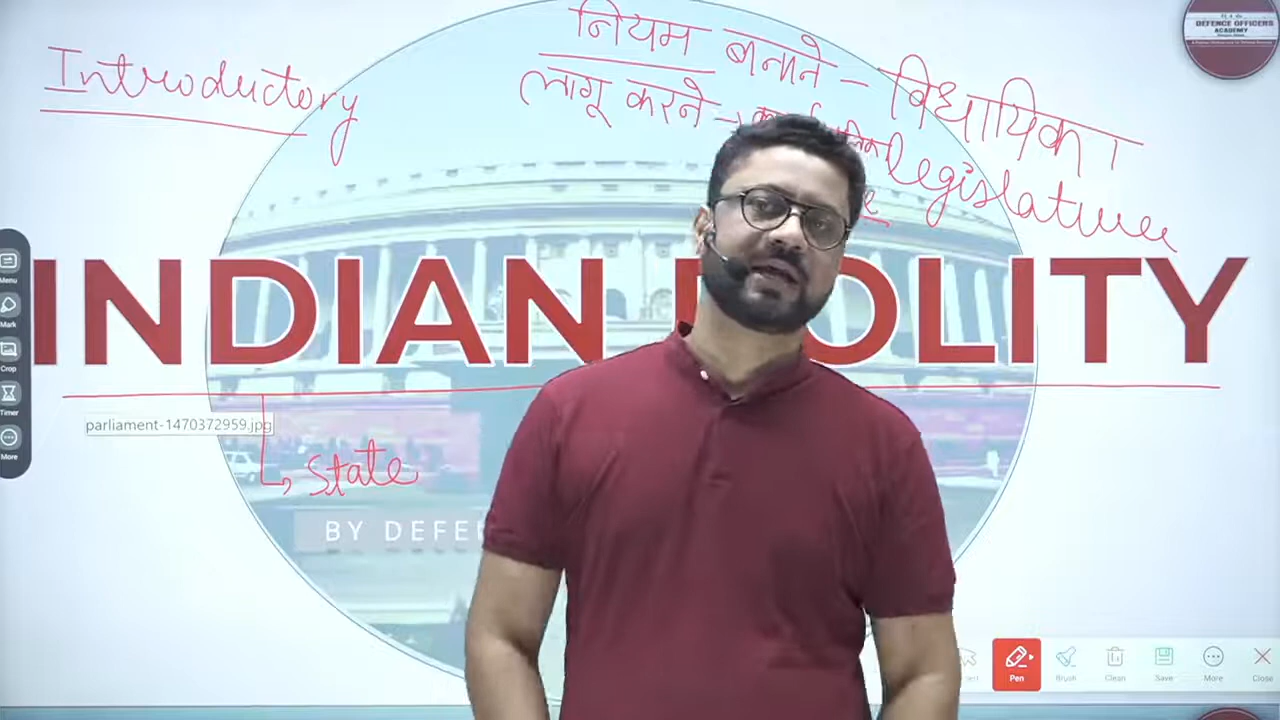 DEFENCE OFFICERS
ACADEMY
Introductory
नियम बनाने - विधायिका
लागू करने →
Legislature
INDIAN POLITY
parliament-1470372959.jpg
State
BY DEFE
Menu
Mark
Crop
Timer
More
Pen
Brush
Clean
Save
More
Close